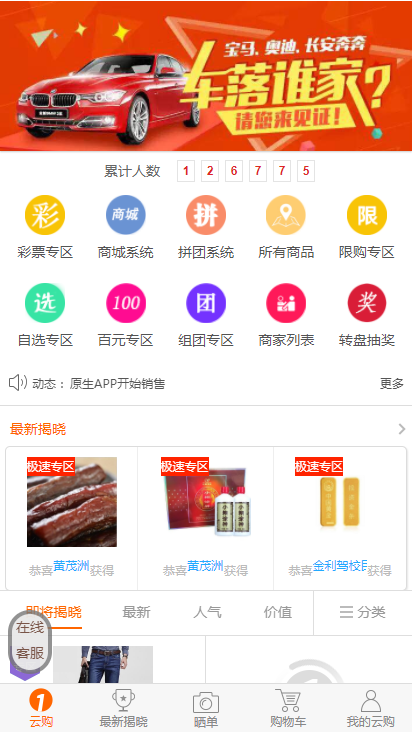 宝马,奥迪,长安奔奔
车落谁家?
请您来见证!
累计人数 1 2 6 7 7 5
彩 商城 拼 限
彩票专区 商城系统 拼团系统 所有商品 限购专区
选 100 团 奖
自选专区 百元专区 组团专区 商家列表 转盘抽奖
动态: 原生APP开始销售 更多
最新揭晓
极速专区 极速专区 极速专区
恭喜黄茂洲获得 恭喜黄茂洲获得 恭喜金利驾校获得
即将揭晓 最新 人气 价值 分类
在线
客服
1
云购 最新揭晓 晒单 购物车 我的云购